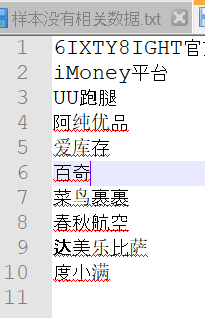 样本没有相关数据.txt
1 6IXTY8IGHT官
2 iMoney平台
3 UU跑腿
4 阿纯优品
5 爱库存
6 百奇
7 菜鸟裹裹
8 春秋航空
9 达美乐比萨
10 度小满
11